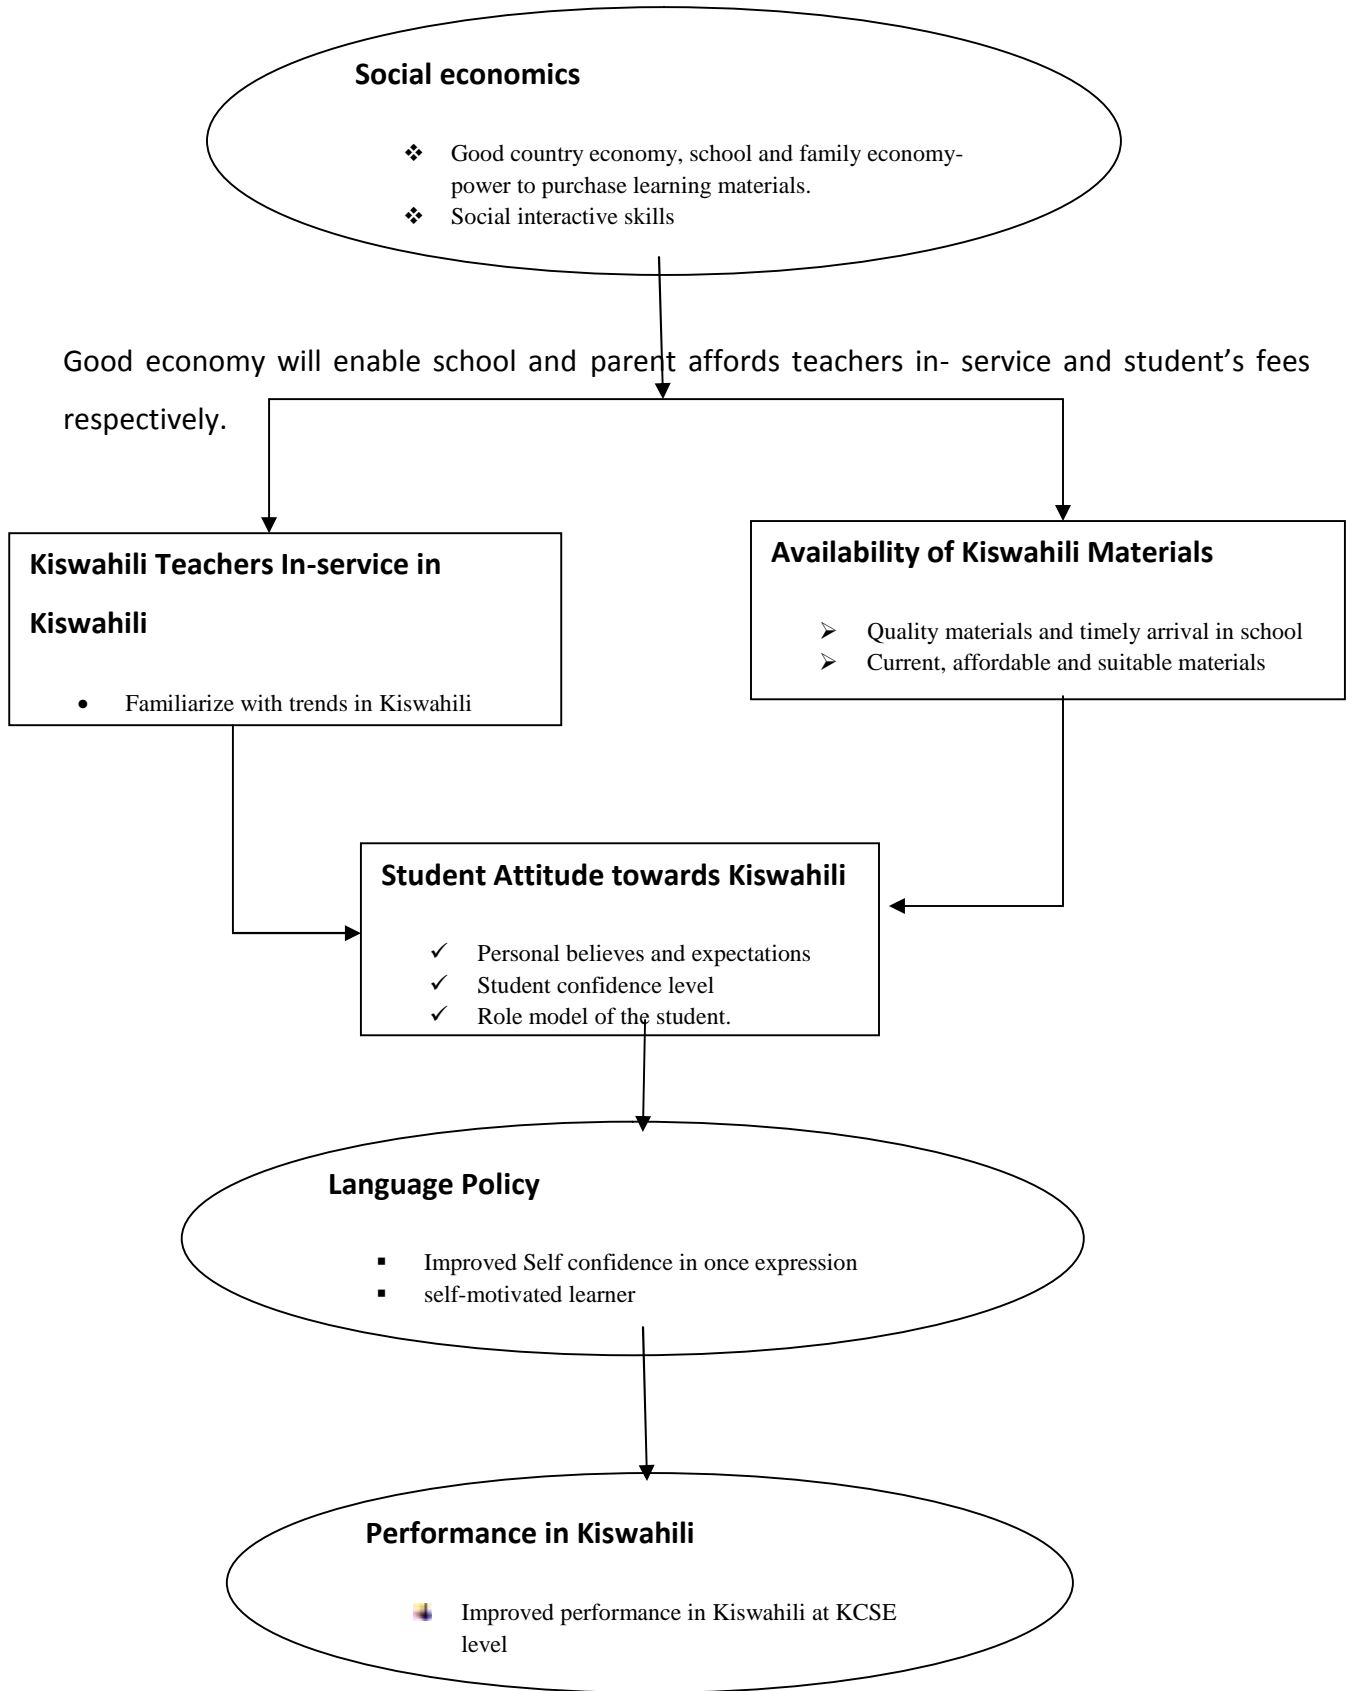 Social economics
❖ Good country economy, school and family economy-
power to purchase learning materials.
❖ Social interactive skills
Good economy will enable school and parent affords teachers in- service and student’s fees
respectively.
Kiswahili Teachers In-service in
Kiswahili
• Familiarize with trends in Kiswahili
Availability of Kiswahili Materials
➢ Quality materials and timely arrival in school
➢ Current, affordable and suitable materials
Student Attitude towards Kiswahili
✓ Personal believes and expectations
✓ Student confidence level
✓ Role model of the student.
Language Policy
▪ Improved Self confidence in once expression
▪ self-motivated learner
Performance in Kiswahili
Improved performance in Kiswahili at KCSE
level